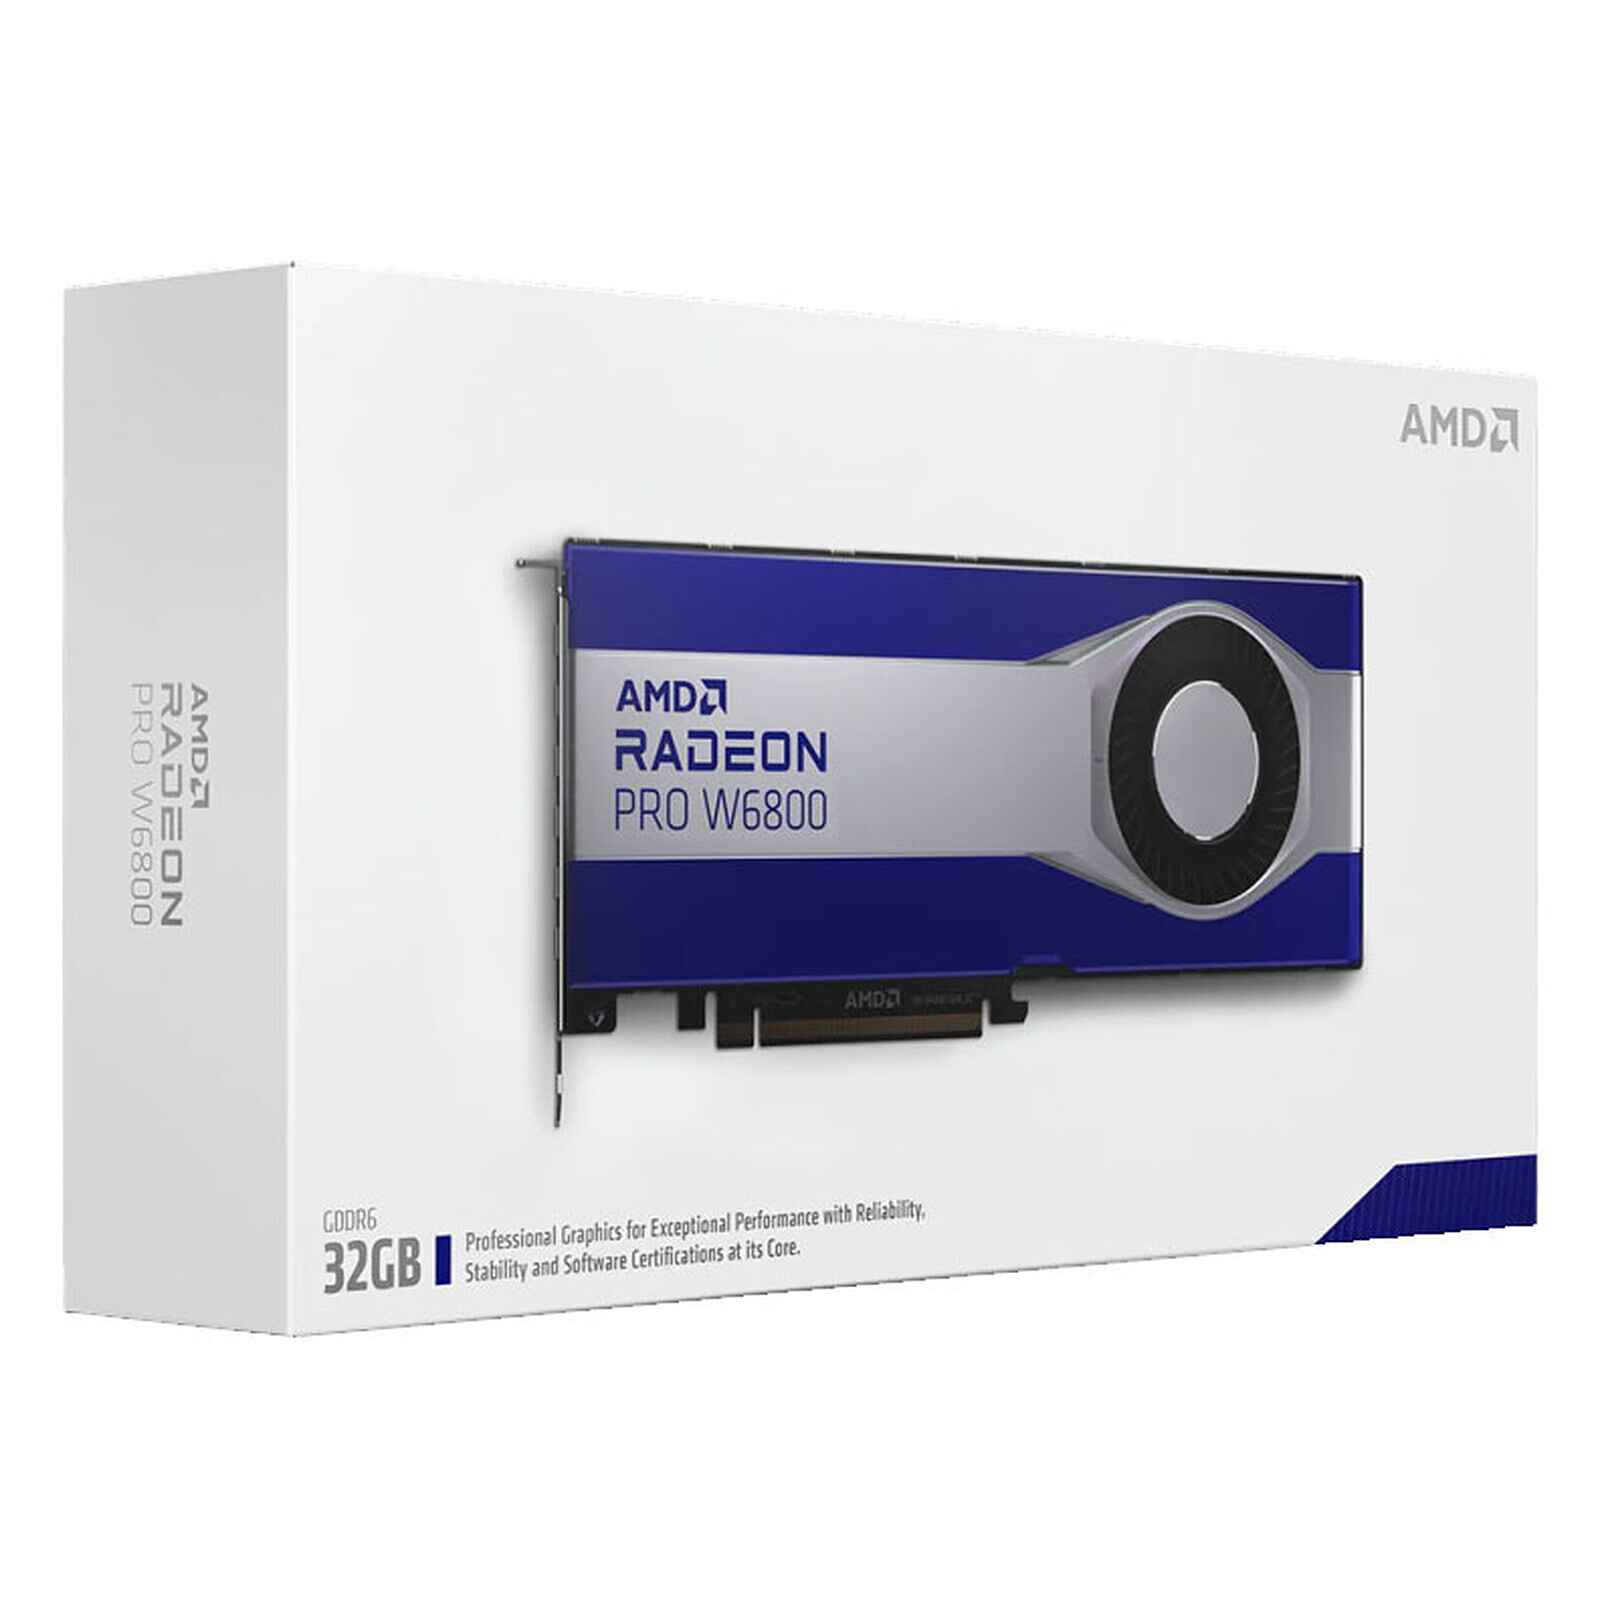 AMD
AMD
RADEON
PRO W6800
AMD
RADEON
PRO W6800
AMD
GDDR6
32GB
Professional Graphics for Exceptional Performance with Reliability,
Stability and Software Certifications at its Core.